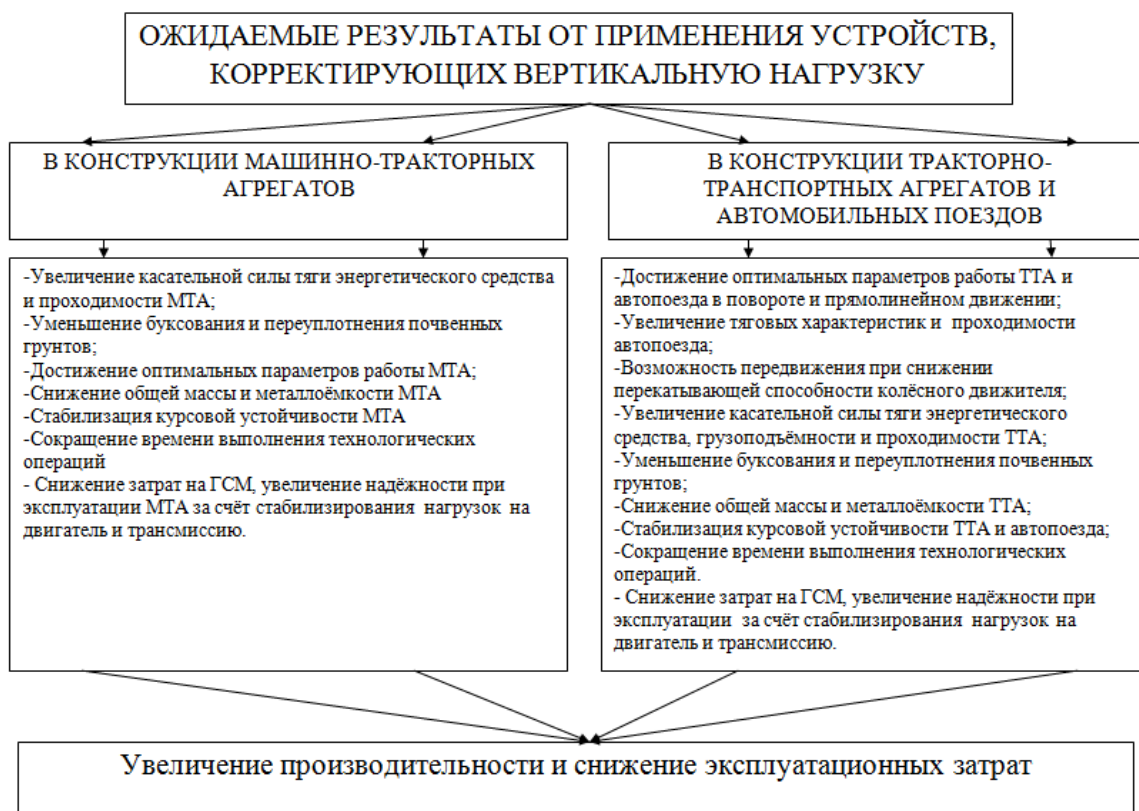 ОЖИДАЕМЫЕ РЕЗУЛЬТАТЫ ОТ ПРИМЕНЕНИЯ УСТРОЙСТВ,
КОРРЕКТИРУЮЩИХ ВЕРТИКАЛЬНУЮ НАГРУЗКУ
В КОНСТРУКЦИИ МАШИННО-ТРАКТОРНЫХ
АГРЕГАТОВ
В КОНСТРУКЦИИ ТРАКТОРНО-
ТРАНСПОРТНЫХ АГРЕГАТОВ И
АВТОМОБИЛЬНЫХ ПОЕЗДОВ
-Увеличение касательной силы тяги энергетического средства
и проходимости МТА;
-Уменьшение буксования и переуплотнения почвенных
грунтов;
-Достижение оптимальных параметров работы МТА;
-Снижение общей массы и металлоёмкости МТА
-Стабилизация курсовой устойчивости МТА
-Сокращение времени выполнения технологических
операций
- Снижение затрат на ГСМ, увеличение надёжности при
эксплуатации МТА за счёт стабилизирования нагрузок на
двигатель и трансмиссию.
-Достижение оптимальных параметров работы ТТА и
автопоезда в повороте и прямолинейном движении;
-Увеличение тяговых характеристик и проходимости
автопоезда;
-Возможность передвижения при снижении
перекатывающей способности колёсного движителя;
-Увеличение касательной силы тяги энергетического
средства, грузоподъёмности и проходимости ТТА;
-Уменьшение буксования и переуплотнения почвенных
грунтов;
-Снижение общей массы и металлоёмкости ТТА;
-Стабилизация курсовой устойчивости ТТА и автопоезда;
-Сокращение времени выполнения технологических
операций.
- Снижение затрат на ГСМ, увеличение надёжности при
эксплуатации за счёт стабилизирования нагрузок на
двигатель и трансмиссию.
Увеличение производительности и снижение эксплуатационных затрат